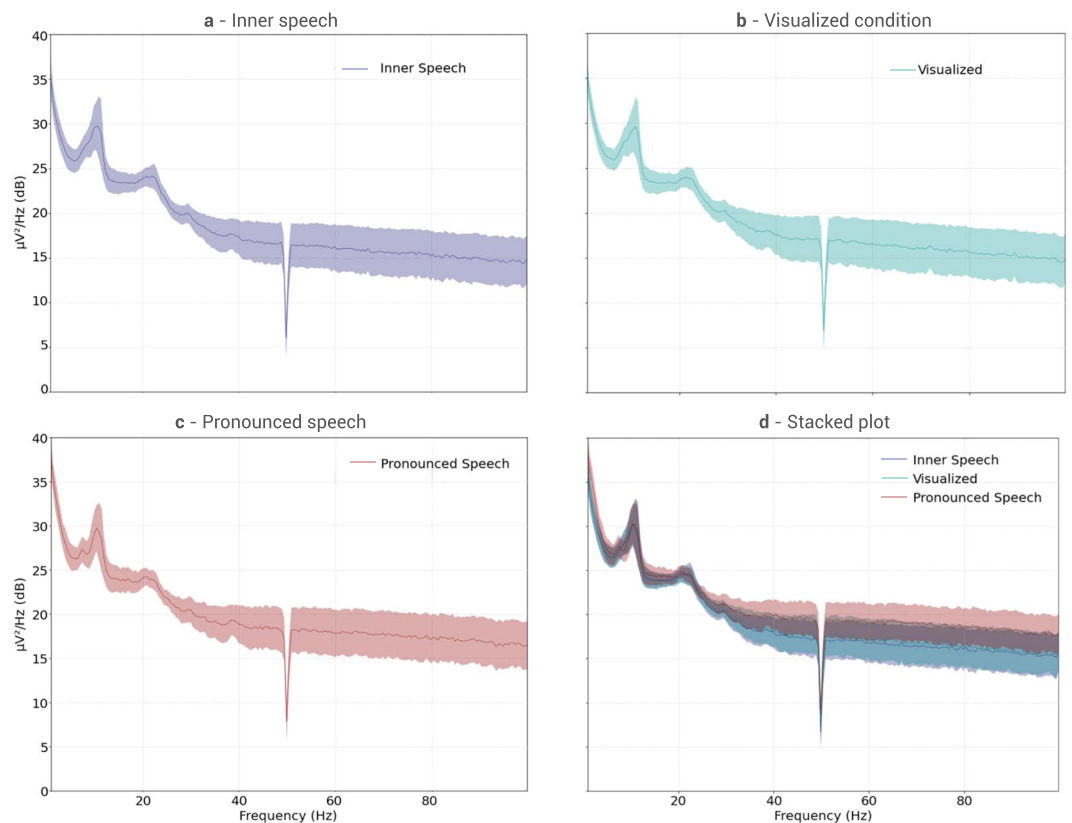 a - Inner speech
b - Visualized condition
40
35
30
25
20
15
10
5
0
µV²/Hz (dB)
Inner Speech
Visualized
c - Pronounced speech
d - Stacked plot
40
35
30
25
20
15
10
5
0
µV²/Hz (dB)
Pronounced Speech
Inner Speech
Visualized
Pronounced Speech
20 40 60 80
Frequency (Hz)
20 40 60 80
Frequency (Hz)